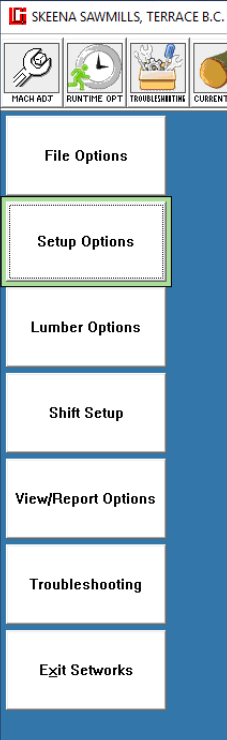 SKEENA SAWMILLS, TERRACE B.C.
MACH ADJ RUNTIME OPT TROUBLESHOOTING CURRENT
File Options
Setup Options
Lumber Options
Shift Setup
View/Report Options
Troubleshooting
Exit Setworks